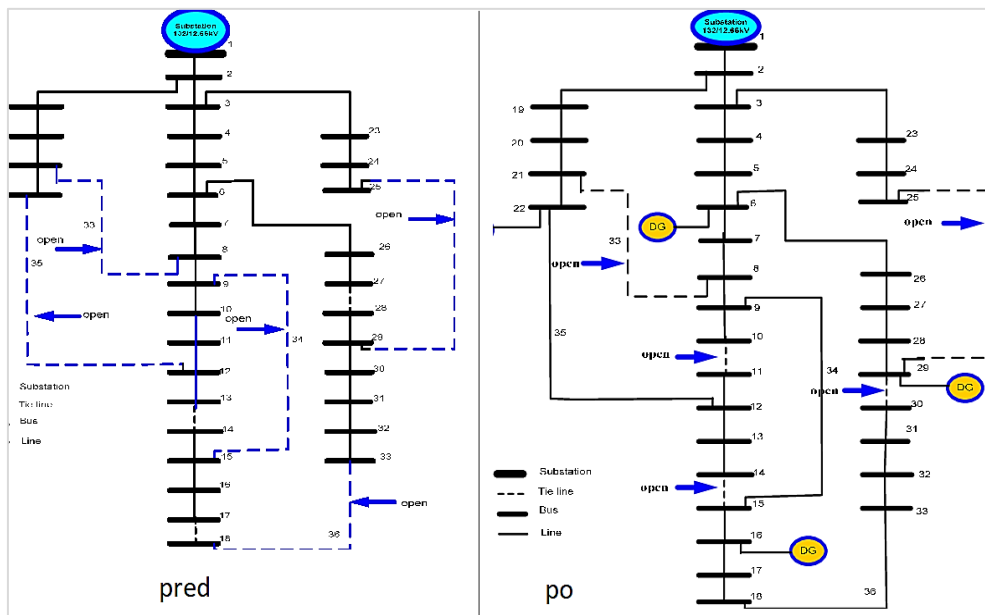 Substation
132/12.66kV
1
2
3
4
5
6
7
8
9
10
11
12
13
14
15
16
17
18
23
24
25
26
27
28
29
30
31
32
33
33
open
35
open
open
34
open
open
36
Substation
Tie line
Bus
Line
pred
Substation
132/12.66kV
1
2
3
4
5
6
7
8
9
10
11
12
13
14
15
16
17
18
19
20
21
22
23
24
25
26
27
28
29
30
31
32
33
DG
DG
DG
33
open
open
open
open
open
34
35
36
Substation
Tie line
Bus
Line
po